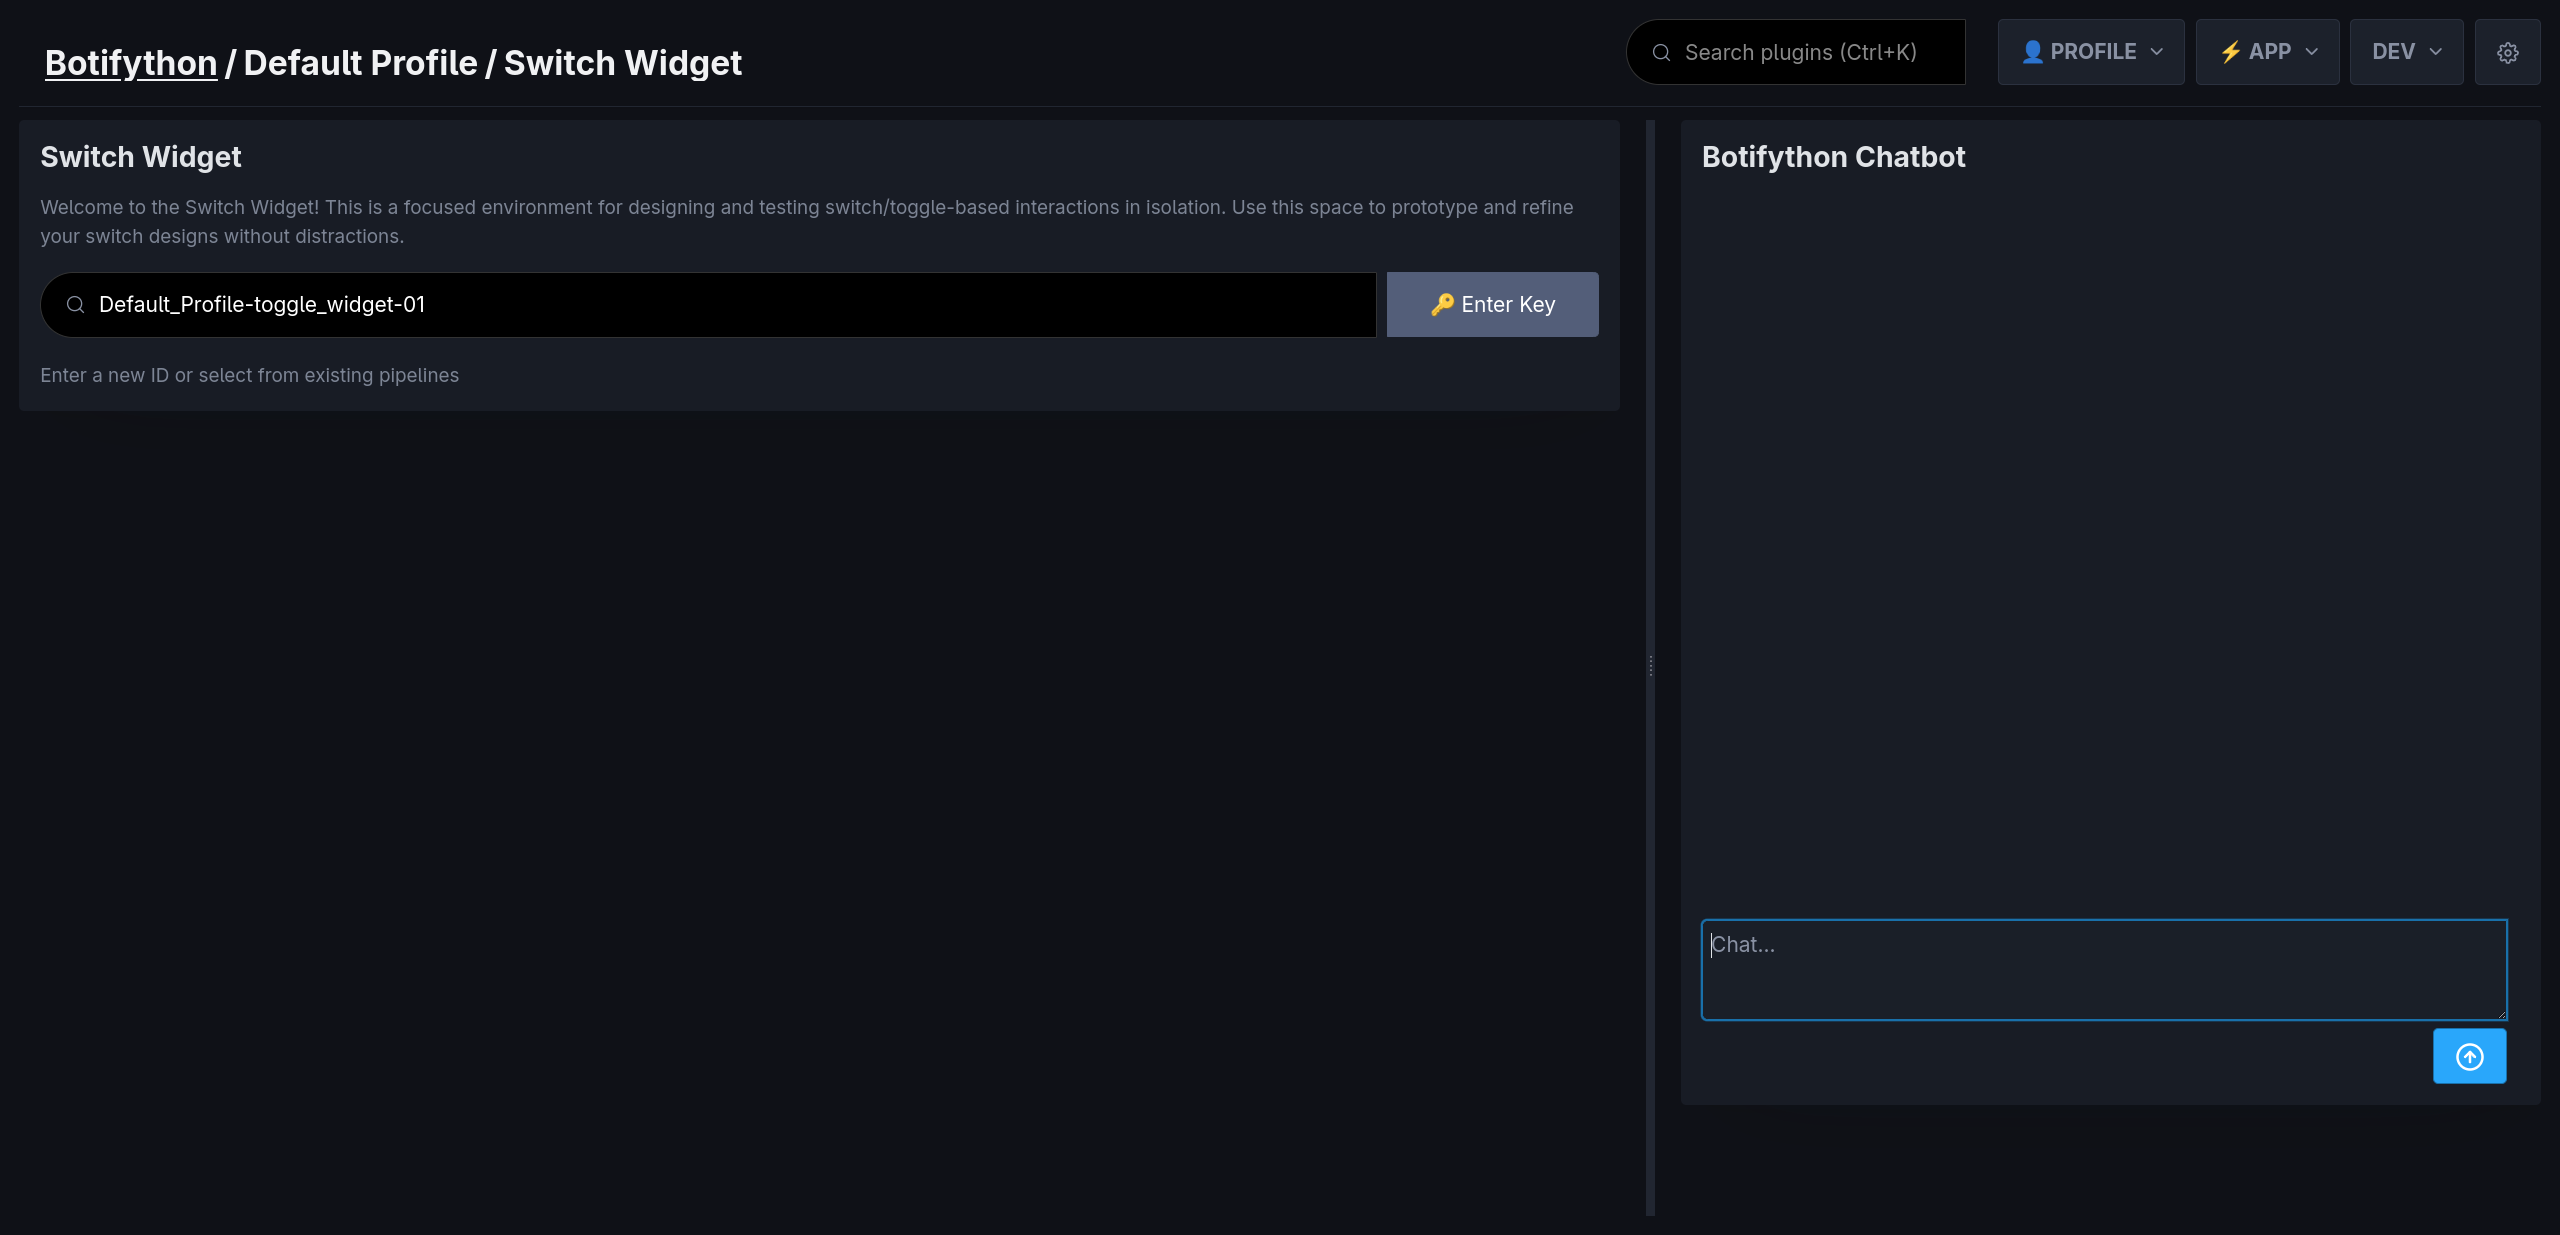 Botifython / Default Profile / Switch Widget
Search plugins (Ctrl+K)
👤 PROFILE
⚡ APP
DEV
Switch Widget
Welcome to the Switch Widget! This is a focused environment for designing and testing switch/toggle-based interactions in isolation. Use this space to prototype and refine
your switch designs without distractions.
Default_Profile-toggle_widget-01
🔑 Enter Key
Enter a new ID or select from existing pipelines
Botifython Chatbot
Chat...